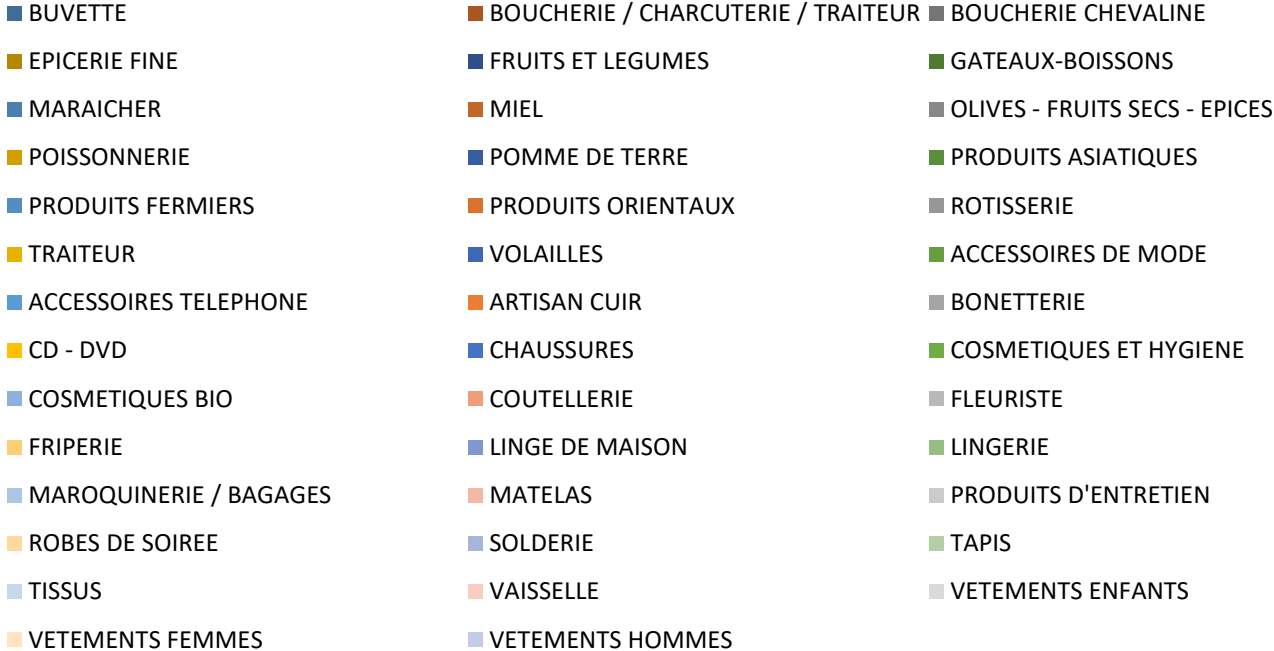 BUVETTE BOUCHERIE / CHARCUTERIE / TRAITEUR BOUCHERIE CHEVALINE
EPICERIE FINE FRUITS ET LEGUMES GATEAUX-BOISSONS
MARAICHER MIEL OLIVES - FRUITS SECS - EPICES
POISSONNERIE POMME DE TERRE PRODUITS ASIATIQUES
PRODUITS FERMIERS PRODUITS ORIENTAUX ROTISSERIE
TRAITEUR VOLAILLES ACCESSOIRES DE MODE
ACCESSOIRES TELEPHONE ARTISAN CUIR BONETTERIE
CD - DVD CHAUSSURES COSMETIQUES ET HYGIENE
COSMETIQUES BIO COUTELLERIE FLEURISTE
FRIPERIE LINGE DE MAISON LINGERIE
MAROQUINERIE / BAGAGES MATELAS PRODUITS D'ENTRETIEN
ROBES DE SOIREE SOLDERIE TAPIS
TISSUS VAISSELLE VETEMENTS ENFANTS
VETEMENTS FEMMES VETEMENTS HOMMES